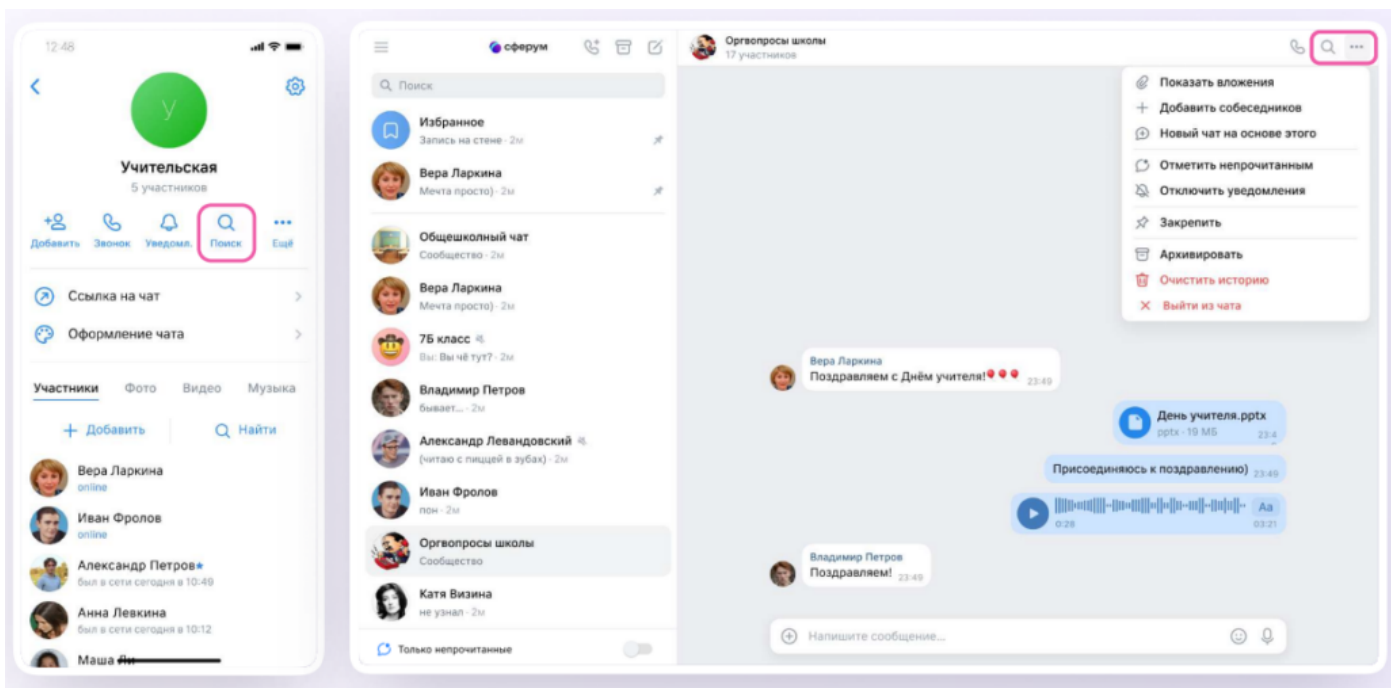 12:48
У
Учительская
5 участников
Добавить Звонок Уведомл. Поиск Ещё
Ссылка на чат
Оформление чата
Участники Фото Видео Музыка
+ Добавить Найти
Вера Ларкина
online
Иван Фролов
online
Александр Петров★
был в сети сегодня в 10:49
Анна Левкина
был в сети сегодня в 10:12
Маша
сферум
Поиск
Избранное
Запись на стене · 2м
Вера Ларкина
Мечта просто) · 2м
Общешкольный чат
Сообщество · 2м
Вера Ларкина
Мечта просто) · 2м
7Б класс
Вы: Вы чё тут? · 2м
Владимир Петров
бывает... · 2м
Александр Левандовский
(читаю с пиццей в зубах) · 2м
Иван Фролов
пон · 2м
Оргвопросы школы
Сообщество
Катя Визина
не узнал · 2м
Только непрочитанные
Оргвопросы школы
17 участников
Показать вложения
Добавить собеседников
Новый чат на основе этого
Отметить непрочитанным
Отключить уведомления
Закрепить
Архивировать
Очистить историю
Выйти из чата
Вера Ларкина
Поздравляем с Днём учителя!🎈🎈🎈 23:49
День учителя.pptx
pptx · 19 МБ 23:4
Присоединяюсь к поздравлению) 23:49
Aa
0:28 03:21
Владимир Петров
Поздравляем! 23:49
Напишите сообщение...